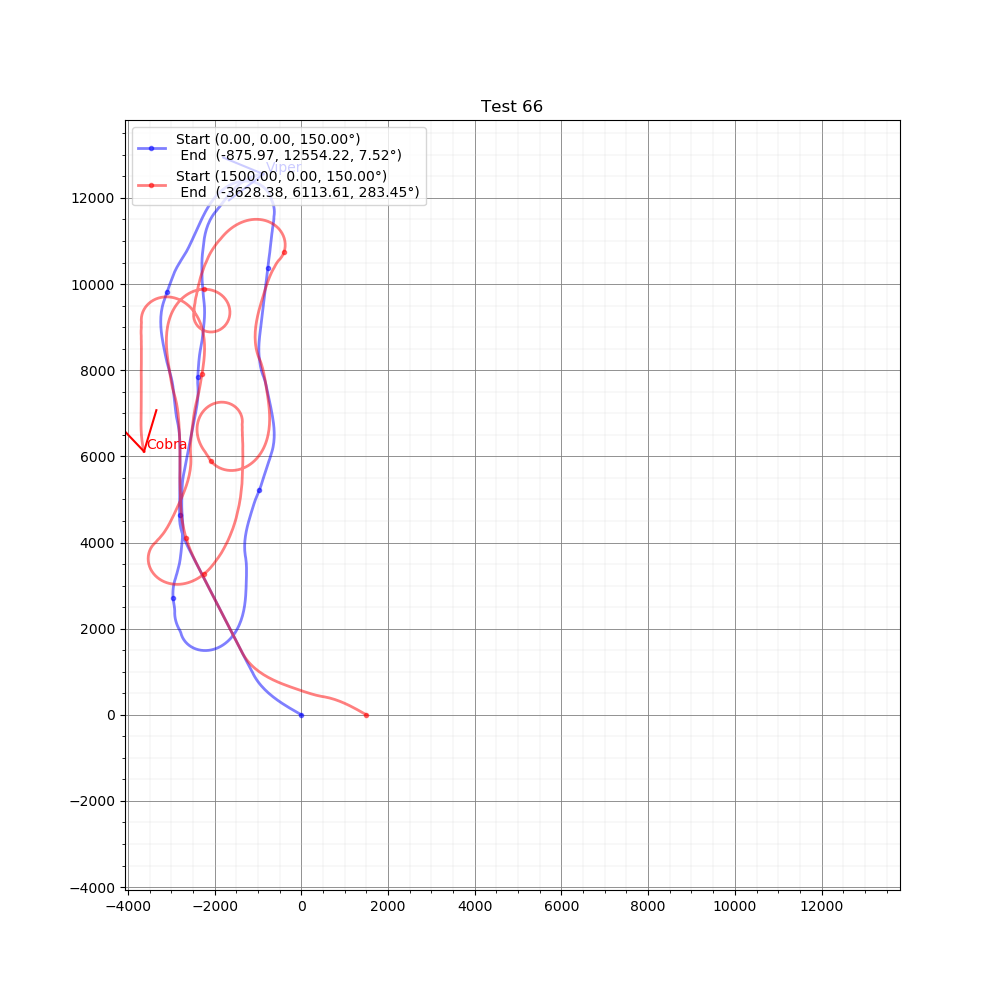 Test 66
Start (0.00, 0.00, 150.00°)
End (-875.97, 12554.22, 7.52°)
Start (1500.00, 0.00, 150.00°)
End (-3628.38, 6113.61, 283.45°)
Viper
12000
10000
8000
6000
4000
2000
0
−2000
−4000
Cobra
−4000 −2000 0 2000 4000 6000 8000 10000 12000